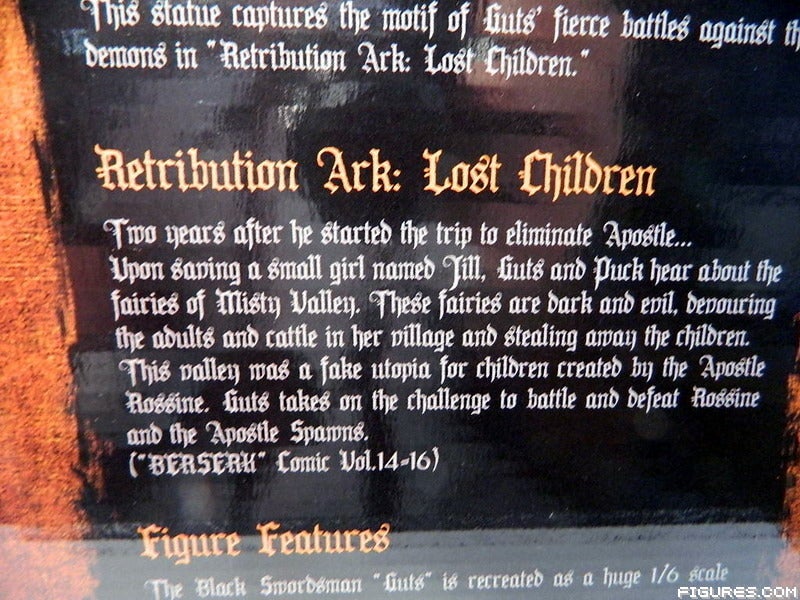 This statue captures the motif of Guts' fierce battles against th
demons in "Retribution Ark: Lost Children."
Retribution Ark: Lost Children
Two years after he started the trip to eliminate Apostle...
Upon saving a small girl named Jill, Guts and Puck hear about the
fairies of Misty Valley. These fairies are dark and evil, devouring
the adults and cattle in her village and stealing away the children.
This valley was a fake utopia for children created by the Apostle
Rossine. Guts takes on the challenge to battle and defeat Rossine
and the Apostle Spawns.
("BERSERK" Comic Vol.14-16)
Figure Features
The Black Swordsman "Guts" is recreated as a huge 1/6 scale
FIGURES.COM